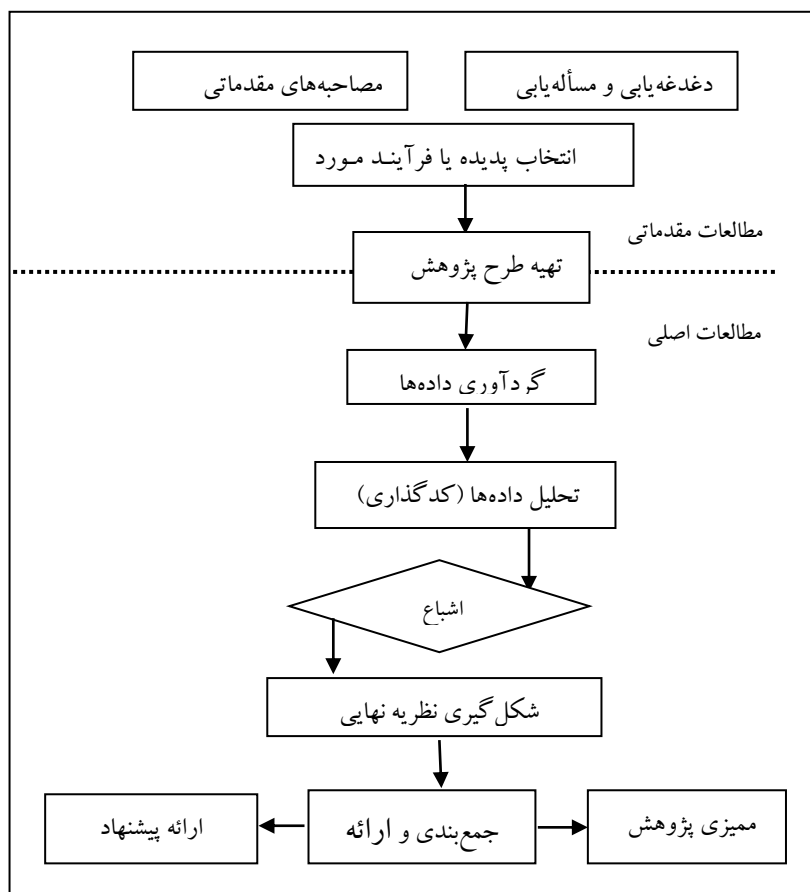 دغدغه‌یابی و مسأله‌یابی
مصاحبه‌های مقدماتی
انتخاب پدیده یا فرآیند مورد
مطالعات مقدماتی
تهیه طرح پژوهش
مطالعات اصلی
گردآوری داده‌ها
تحلیل داده‌ها (کدگذاری)
اشباع
شکل‌گیری نظریه نهایی
ممیزی پژوهش
جمع‌بندی و ارائه
ارائه پیشنهاد